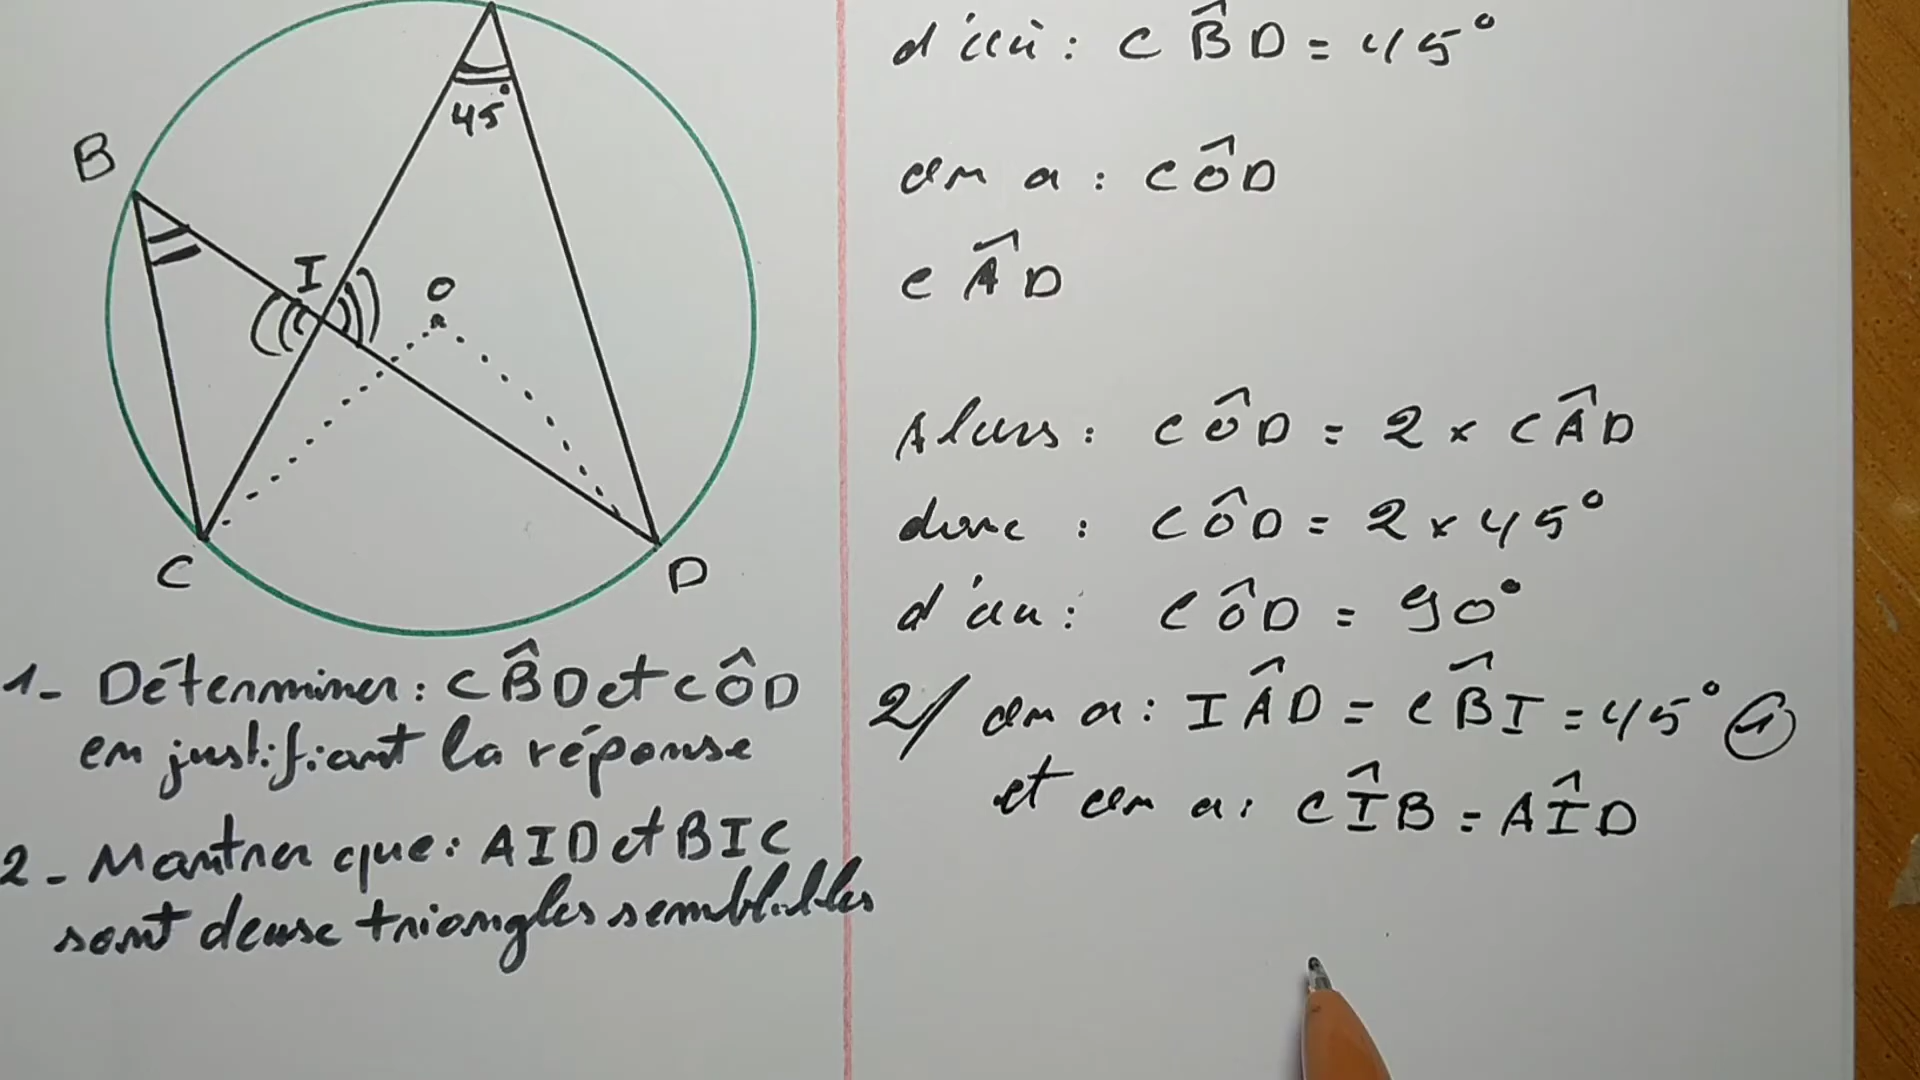 45°
B
I
O
C
D
1- Déterminer : CB̂D et CÔD
en justifiant la réponse
2- Montrer que : AID et BIC
sont deux triangles semblables
d'où : CB̂D = 45°
on a : CÔD
CÂD
Alors : CÔD = 2 × CÂD
donc : CÔD = 2 × 45°
d'où : CÔD = 90°
2/ on a : IÂD = CB̂I = 45° ①
et on a : CÎB = AÎD